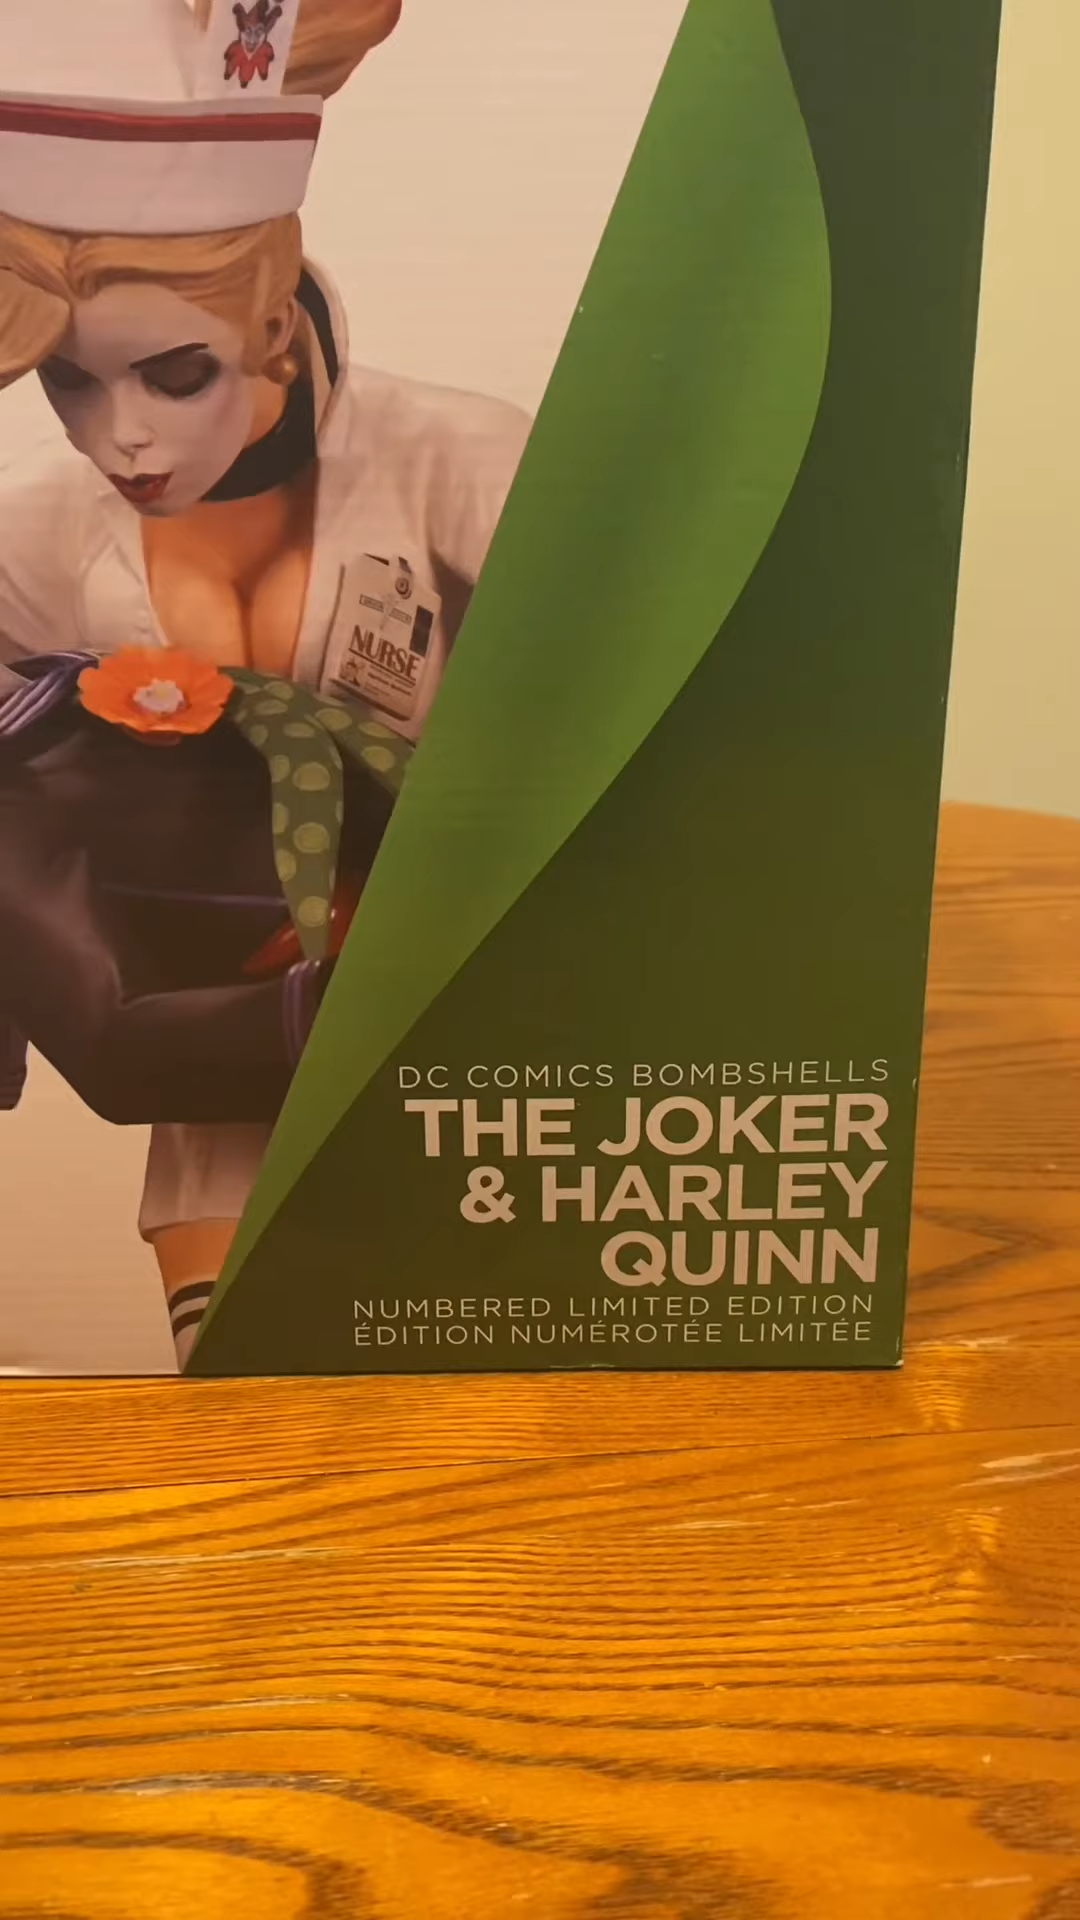 NURSE
DC COMICS BOMBSHELLS
THE JOKER
& HARLEY
QUINN
NUMBERED LIMITED EDITION
ÉDITION NUMÉROTÉE LIMITÉE